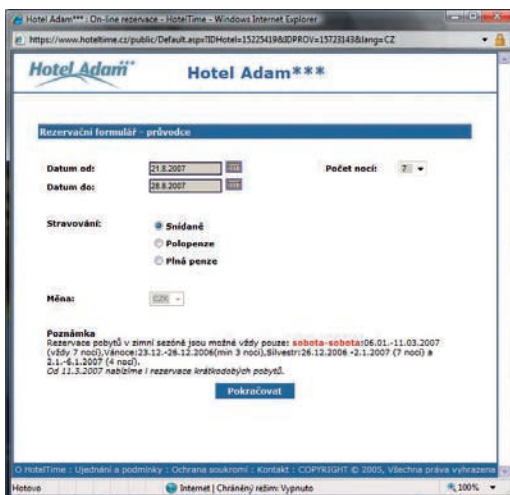 Hotel Adam*** : On-line rezervace - HotelTime - Windows Internet Explorer
https://www.hoteltime.cz/public/Default.aspx?IDHotel=15225419&IDPROV=15723143&lang=CZ
Hotel Adam***
Hotel Adam***
Rezervační formulář - průvodce
Datum od: 21.8.2007 Počet nocí: 7
Datum do: 28.8.2007
Stravování: Snídaně
Polopenze
Plná penze
Měna: CZK
Poznámka
Rezervace pobytů v zimní sezóně jsou možné vždy pouze: sobota-sobota:06.01.-11.03.2007
(vždy 7 nocí),Vánoce:23.12.-26.12.2006(min 3 noci),Silvestr:26.12.2006 -2.1.2007 (7 nocí) a
2.1.-6.1.2007 (4 noci).
Od 11.3.2007 nabízíme i rezervace krátkodobých pobytů.
Pokračovat
O HotelTime : Ujednání a podmínky : Ochrana soukromí : Kontakt : COPYRIGHT © 2005, Všechna práva vyhrazena
Hotovo Internet | Chráněný režim: Vypnuto 100%